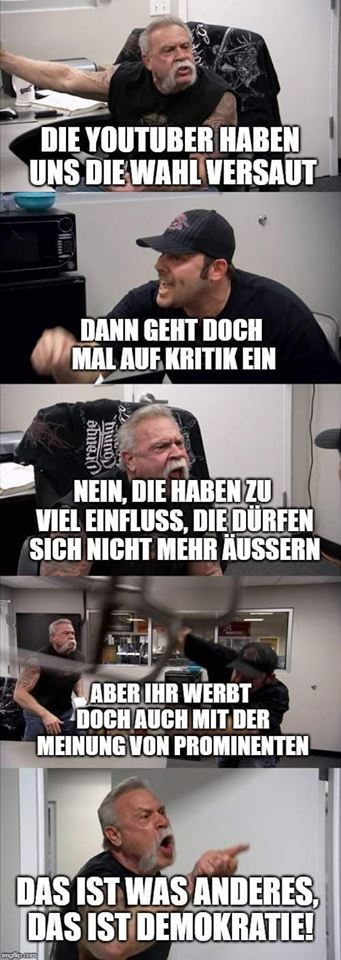 DIE YOUTUBER HABEN
UNS DIE WAHL VERSAUT
DANN GEHT DOCH
MAL AUF KRITIK EIN
Orange
County
NEIN, DIE HABEN ZU
VIEL EINFLUSS, DIE DÜRFEN
SICH NICHT MEHR ÄUSSERN
ABER IHR WERBT
DOCH AUCH MIT DER
MEINUNG VON PROMINENTEN
DAS IST WAS ANDERES,
DAS IST DEMOKRATIE!
imgflip.com